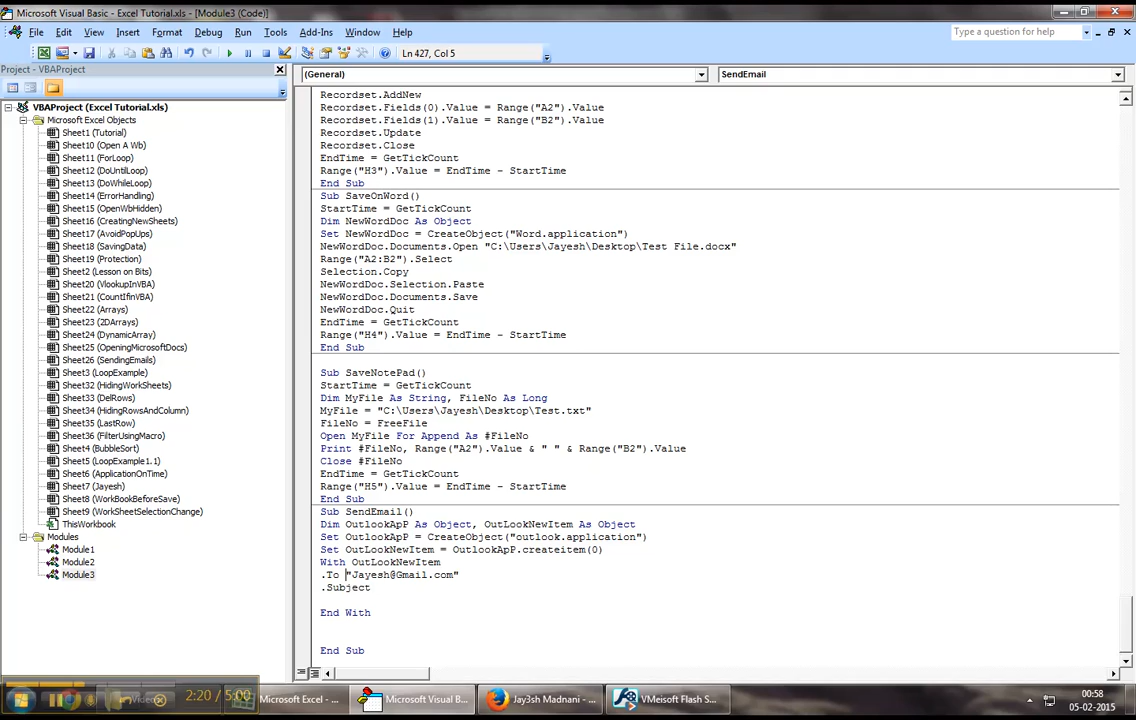 Microsoft Visual Basic - Excel Tutorial.xls - [Module3 (Code)]
File Edit View Insert Format Debug Run Tools Add-Ins Window Help
Type a question for help
Ln 427, Col 5
Project - VBAProject
(General)
SendEmail
VBAProject (Excel Tutorial.xls)
Microsoft Excel Objects
Sheet1 (Tutorial)
Sheet10 (Open A Wb)
Sheet11 (ForLoop)
Sheet12 (DoUntilLoop)
Sheet13 (DoWhileLoop)
Sheet14 (ErrorHandling)
Sheet15 (OpenWbHidden)
Sheet16 (CreatingNewSheets)
Sheet17 (AvoidPopUps)
Sheet18 (SavingData)
Sheet19 (Protection)
Sheet2 (Lesson on Bits)
Sheet20 (VlookupInVBA)
Sheet21 (CountIfinVBA)
Sheet22 (Arrays)
Sheet23 (2DArrays)
Sheet24 (DynamicArray)
Sheet25 (OpeningMicrosoftDocs)
Sheet26 (SendingEmails)
Sheet3 (LoopExample)
Sheet32 (HidingWorkSheets)
Sheet33 (DelRows)
Sheet34 (HidingRowsAndColumn)
Sheet35 (LastRow)
Sheet36 (FilterUsingMacro)
Sheet4 (BubbleSort)
Sheet5 (LoopExample1.1)
Sheet6 (ApplicationOnTime)
Sheet7 (Jayesh)
Sheet8 (WorkBookBeforeSave)
Sheet9 (WorkSheetSelectionChange)
ThisWorkbook
Modules
Module1
Module2
Module3
Recordset.AddNew
Recordset.Fields(0).Value = Range("A2").Value
Recordset.Fields(1).Value = Range("B2").Value
Recordset.Update
Recordset.Close
EndTime = GetTickCount
Range("H3").Value = EndTime - StartTime
End Sub
Sub SaveOnWord()
StartTime = GetTickCount
Dim NewWordDoc As Object
Set NewWordDoc = CreateObject("Word.application")
NewWordDoc.Documents.Open "C:\Users\Jayesh\Desktop\Test File.docx"
Range("A2:B2").Select
Selection.Copy
NewWordDoc.Selection.Paste
NewWordDoc.Documents.Save
NewWordDoc.Quit
EndTime = GetTickCount
Range("H4").Value = EndTime - StartTime
End Sub
Sub SaveNotePad()
StartTime = GetTickCount
Dim MyFile As String, FileNo As Long
MyFile = "C:\Users\Jayesh\Desktop\Test.txt"
FileNo = FreeFile
Open MyFile For Append As #FileNo
Print #FileNo, Range("A2").Value & " " & Range("B2").Value
Close #FileNo
EndTime = GetTickCount
Range("H5").Value = EndTime - StartTime
End Sub
Sub SendEmail()
Dim OutlookApP As Object, OutLookNewItem As Object
Set OutlookApP = CreateObject("outlook.application")
Set OutLookNewItem = OutlookApP.createitem(0)
With OutLookNewItem
.To "Jayesh@Gmail.com"
.Subject
End With
End Sub
2:20 / 5:00
Microsoft Excel - ...
Microsoft Visual B...
Jay3sh Madnani - ...
VMeisoft Flash S...
00:58
05-02-2015